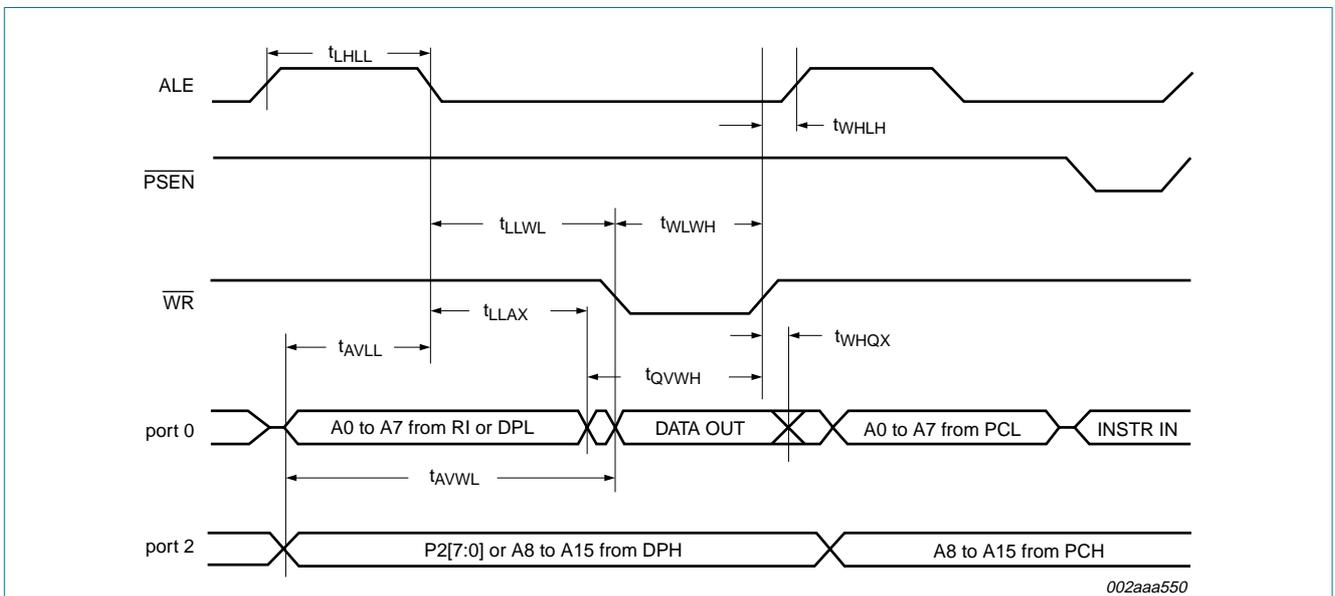 tLHLL
ALE
tWHLH
PSEN
tLLWL
tWLWH
WR
tLLAX
tWHQX
tAVLL
tQVWH
port 0
A0 to A7 from RI or DPL
DATA OUT
A0 to A7 from PCL
INSTR IN
tAVWL
port 2
P2[7:0] or A8 to A15 from DPH
A8 to A15 from PCH
002aaa550